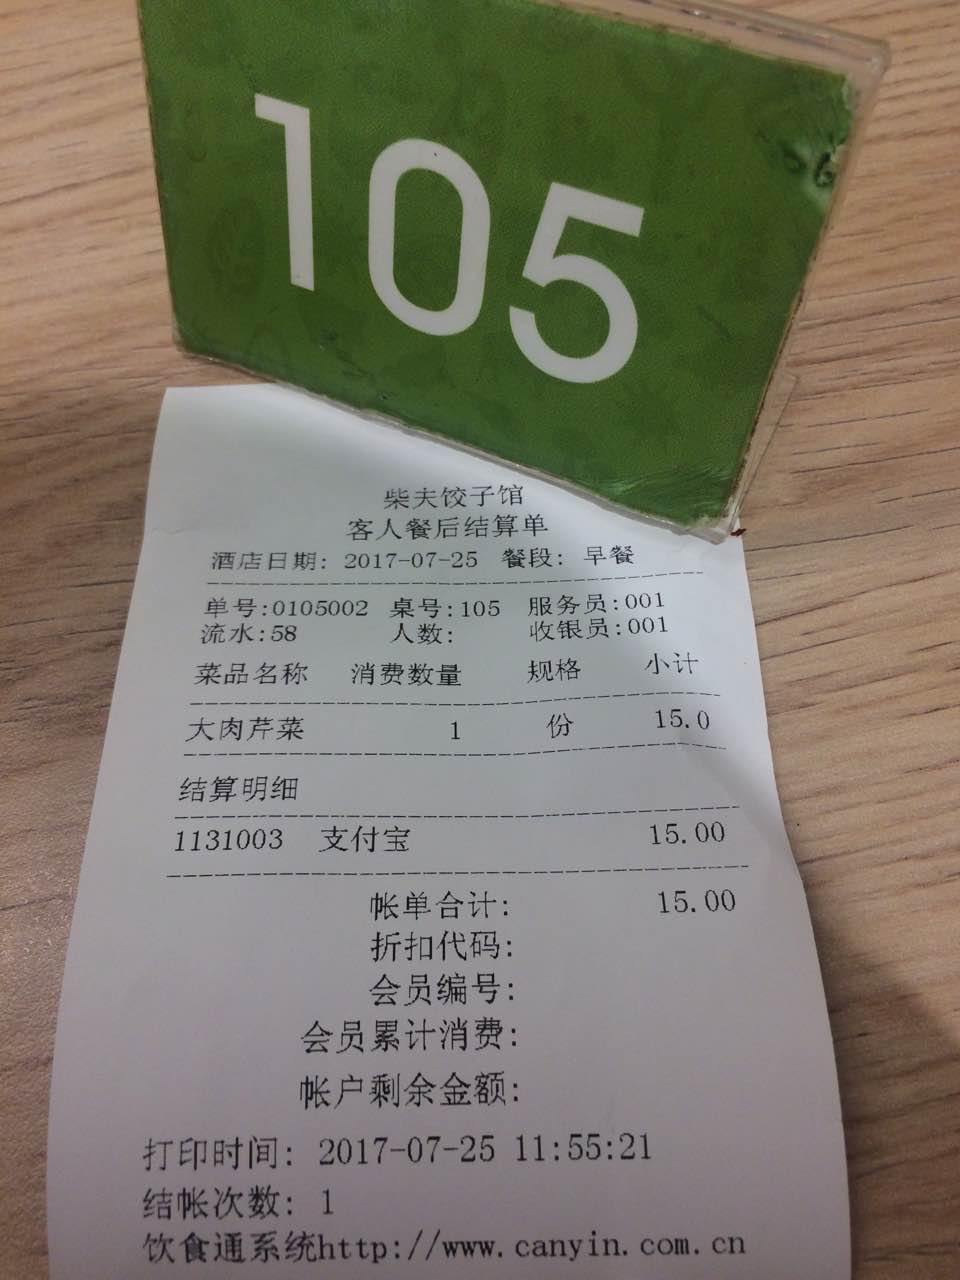 105
柴夫饺子馆
客人餐后结算单
酒店日期: 2017-07-25 餐段: 早餐
单号:0105002 桌号:105 服务员:001
流水:58 人数: 收银员:001
菜品名称 消费数量 规格 小计
大肉芹菜 1 份 15.0
结算明细
1131003 支付宝 15.00
帐单合计: 15.00
折扣代码:
会员编号:
会员累计消费:
帐户剩余金额:
打印时间: 2017-07-25 11:55:21
结帐次数: 1
饮食通系统http://www.canyin.com.cn